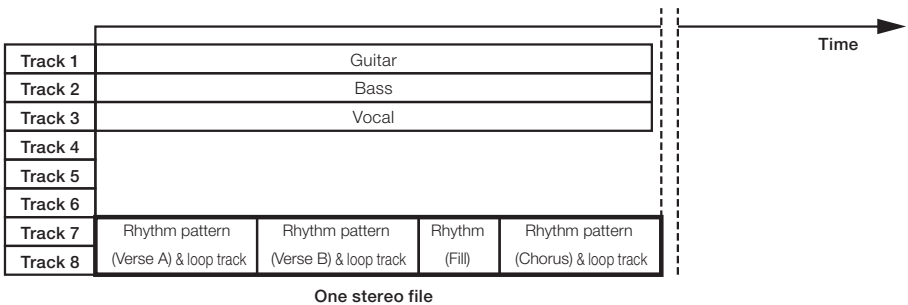 Time
Track 1 Guitar
Track 2 Bass
Track 3 Vocal
Track 4
Track 5
Track 6
Track 7 Rhythm pattern Rhythm pattern Rhythm Rhythm pattern
Track 8 (Verse A) & loop track (Verse B) & loop track (Fill) (Chorus) & loop track
One stereo file